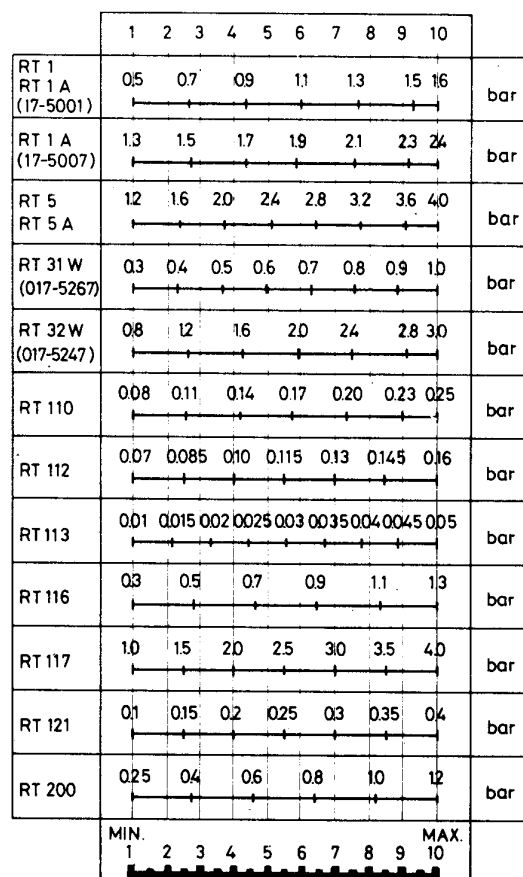 1 2 3 4 5 6 7 8 9 10
RT 1
RT 1 A
(17-5001)
0.5 0.7 0.9 1.1 1.3 1.5 1.6
bar
RT 1 A
(17-5007)
1.3 1.5 1.7 1.9 2.1 2.3 2.4
bar
RT 5
RT 5 A
1.2 1.6 2.0 2.4 2.8 3.2 3.6 4.0
bar
RT 31 W
(017-5267)
0.3 0.4 0.5 0.6 0.7 0.8 0.9 1.0
bar
RT 32 W
(017-5247)
0.8 1.2 1.6 2.0 2.4 2.8 3.0
bar
RT 110
0.08 0.11 0.14 0.17 0.20 0.23 0.25
bar
RT 112
0.07 0.085 0.10 0.115 0.13 0.145 0.16
bar
RT 113
0.01 0.015 0.02 0.025 0.03 0.035 0.04 0.045 0.05
bar
RT 116
0.3 0.5 0.7 0.9 1.1 1.3
bar
RT 117
1.0 1.5 2.0 2.5 3.0 3.5 4.0
bar
RT 121
0.1 0.15 0.2 0.25 0.3 0.35 0.4
bar
RT 200
0.25 0.4 0.6 0.8 1.0 1.2
bar
MIN. MAX.
1 2 3 4 5 6 7 8 9 10